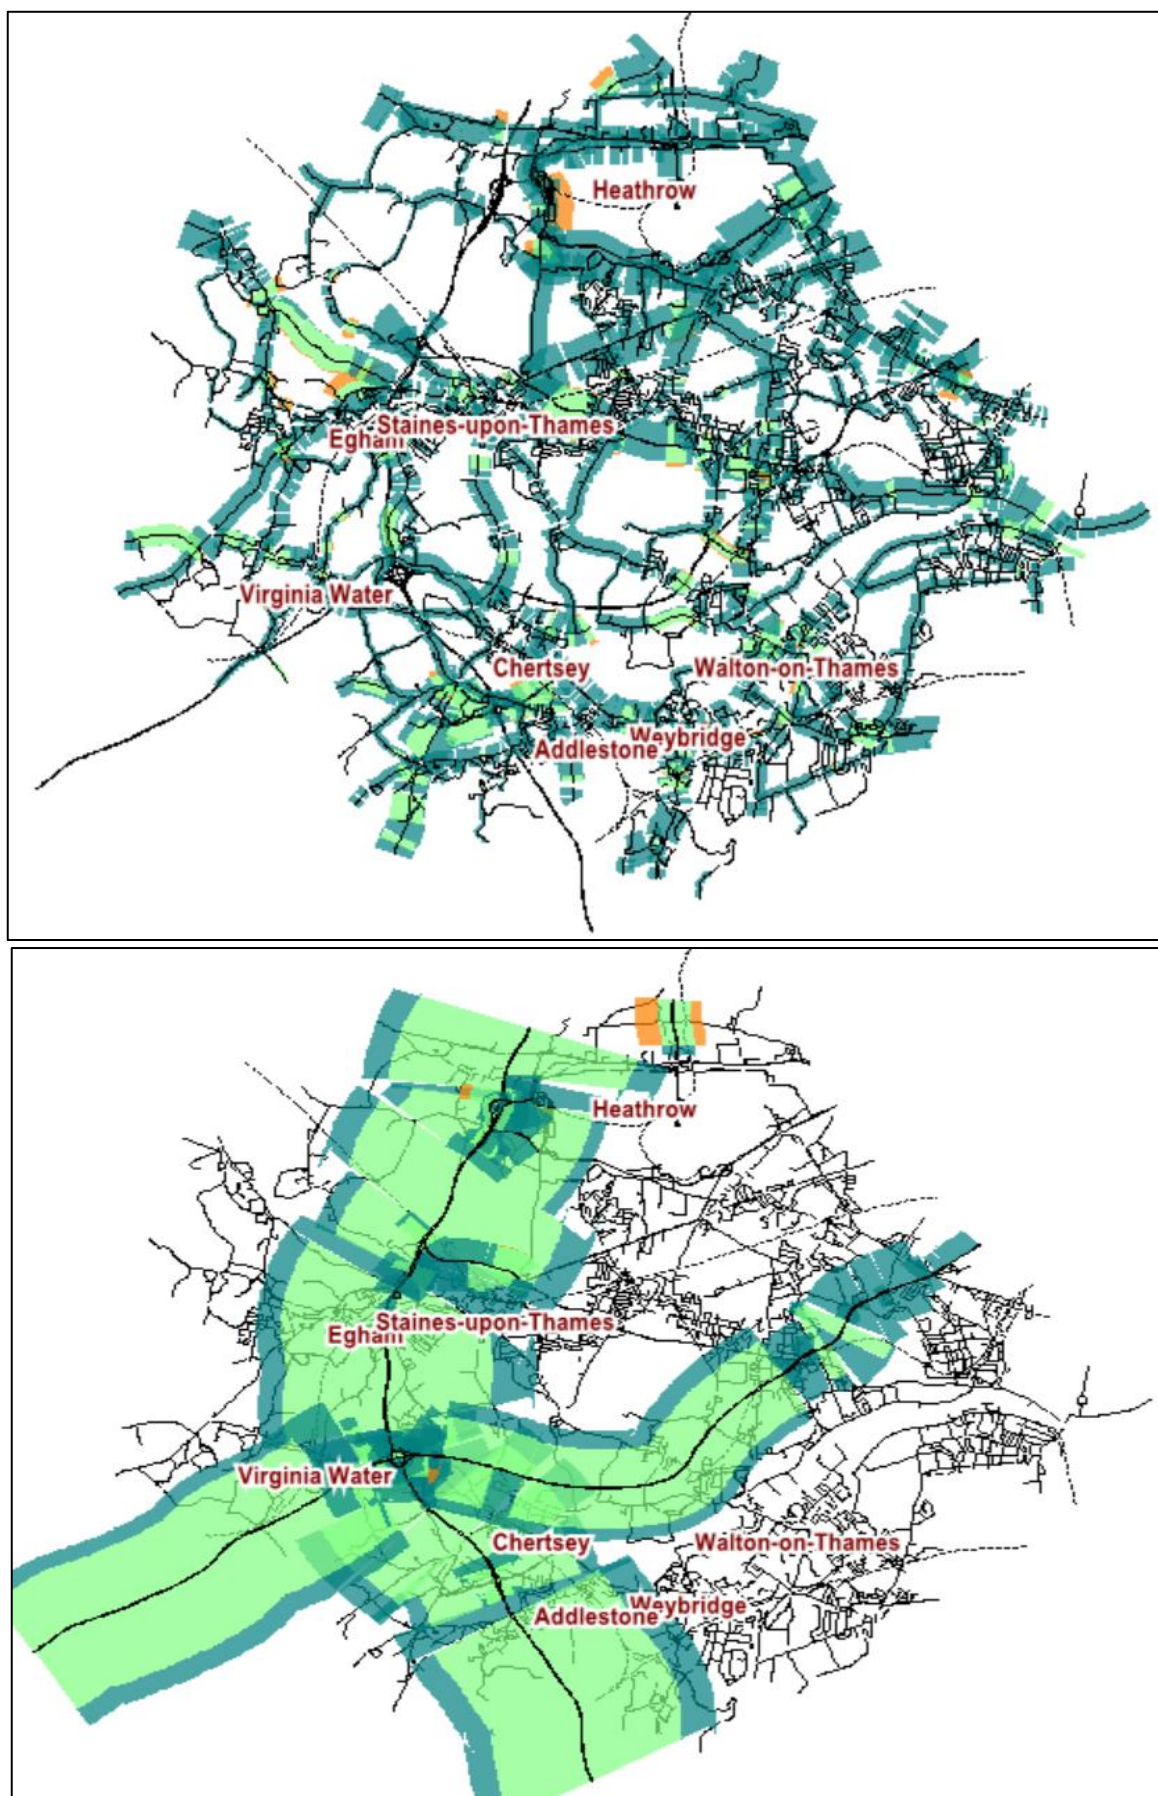 Heathrow
Staines-upon-Thames
Egham
Virginia Water
Chertsey
Walton-on-Thames
Weybridge
Addlestone
Heathrow
Staines-upon-Thames
Egham
Virginia Water
Chertsey
Walton-on-Thames
Weybridge
Addlestone